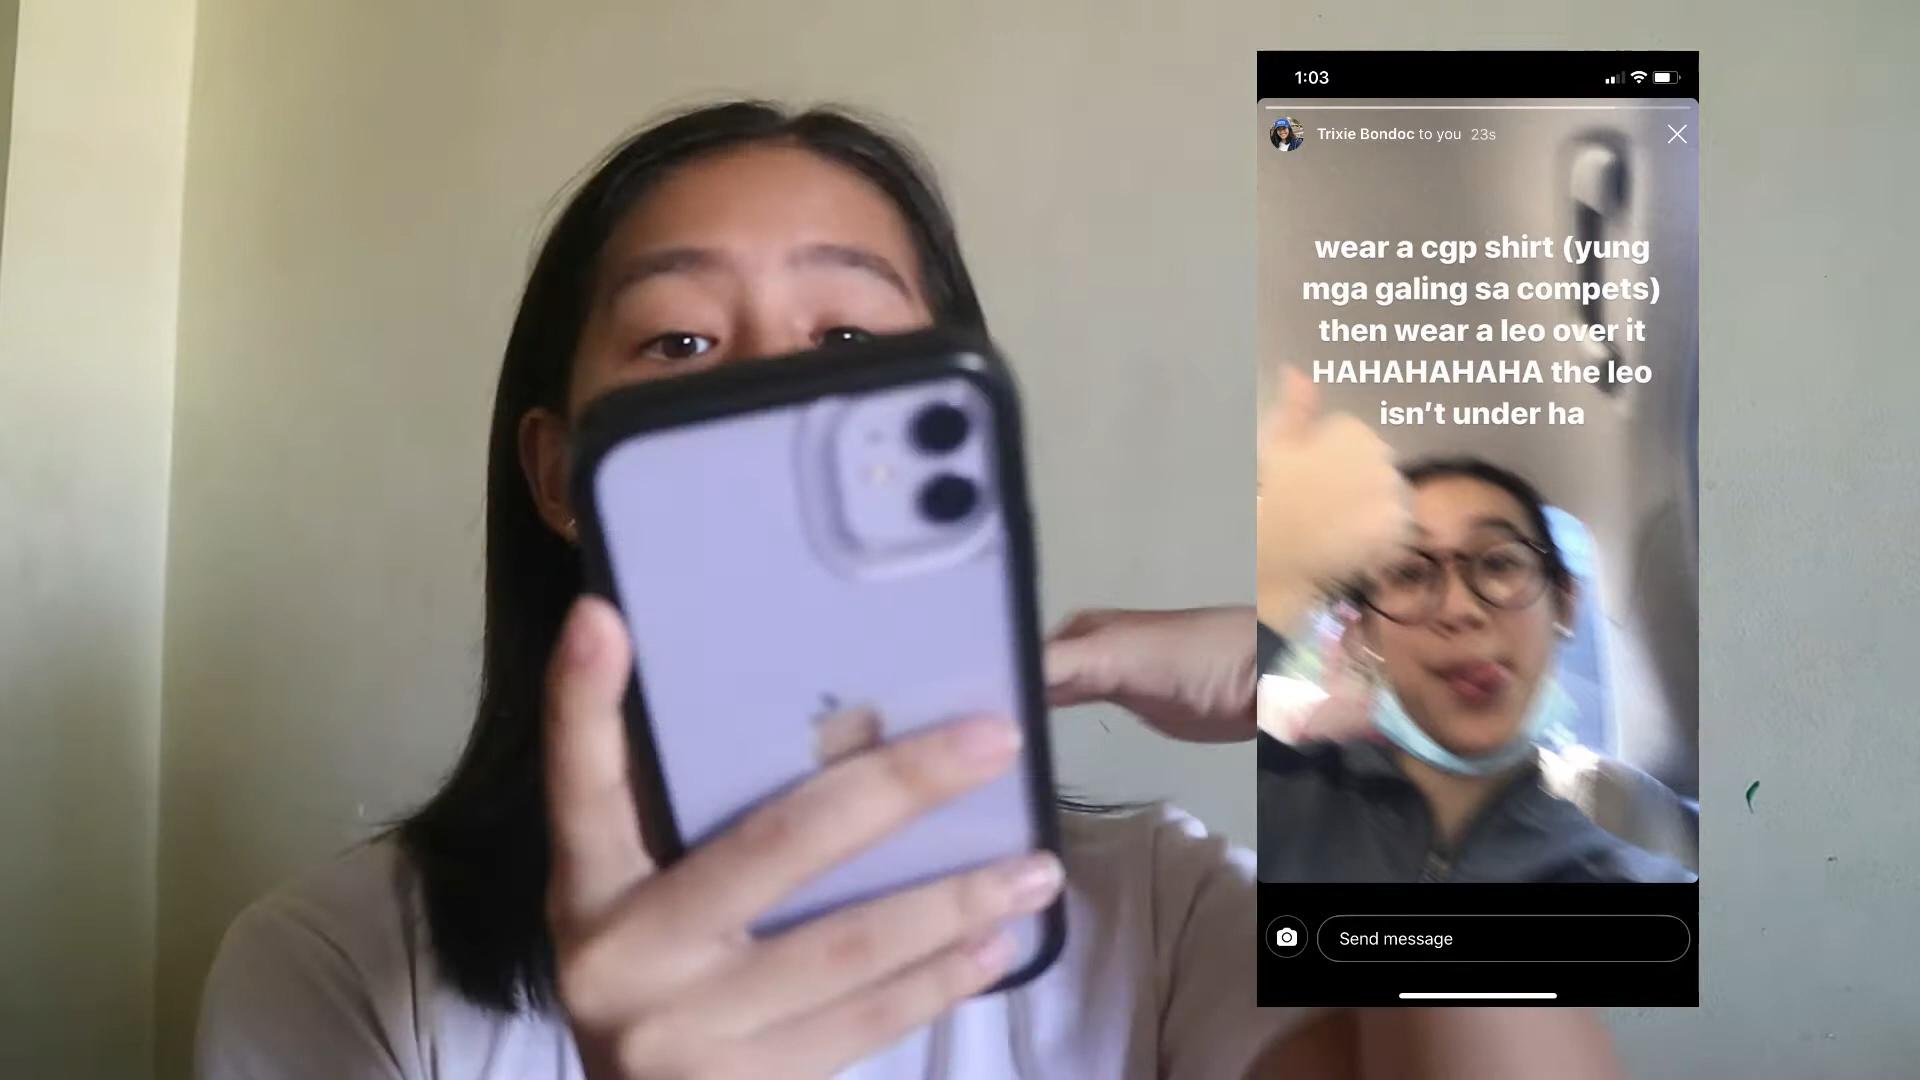 1:03
Trixie Bondoc to you 23s
wear a cgp shirt (yung
mga galing sa compets)
then wear a leo over it
HAHAHAHAHA the leo
isn't under ha
Send message